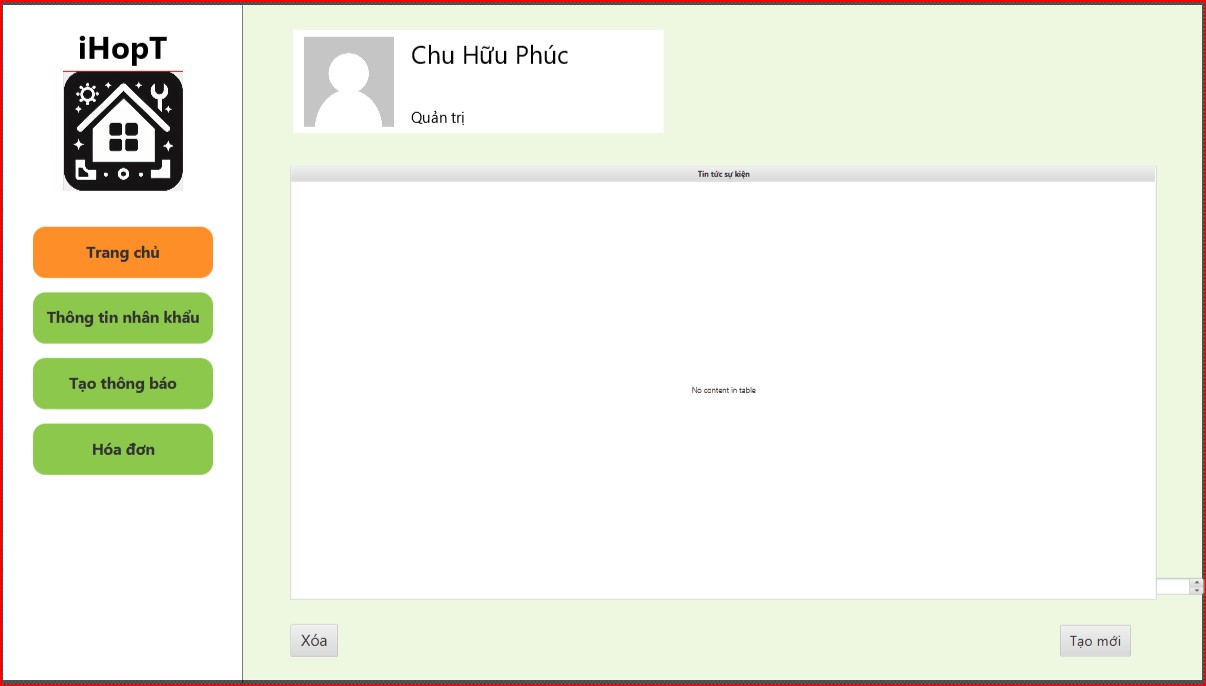 iHopT
Chu Hữu Phúc
Quản trị
Trang chủ
Thông tin nhân khẩu
Tạo thông báo
Hóa đơn
Tin tức sự kiện
No content in table
Xóa
Tạo mới